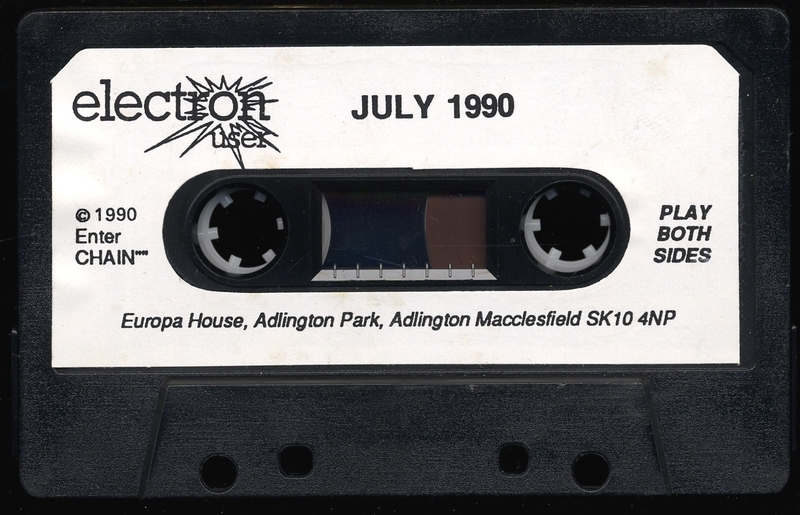 electron
user
JULY 1990
© 1990
Enter
CHAIN""
PLAY
BOTH
SIDES
Europa House, Adlington Park, Adlington Macclesfield SK10 4NP